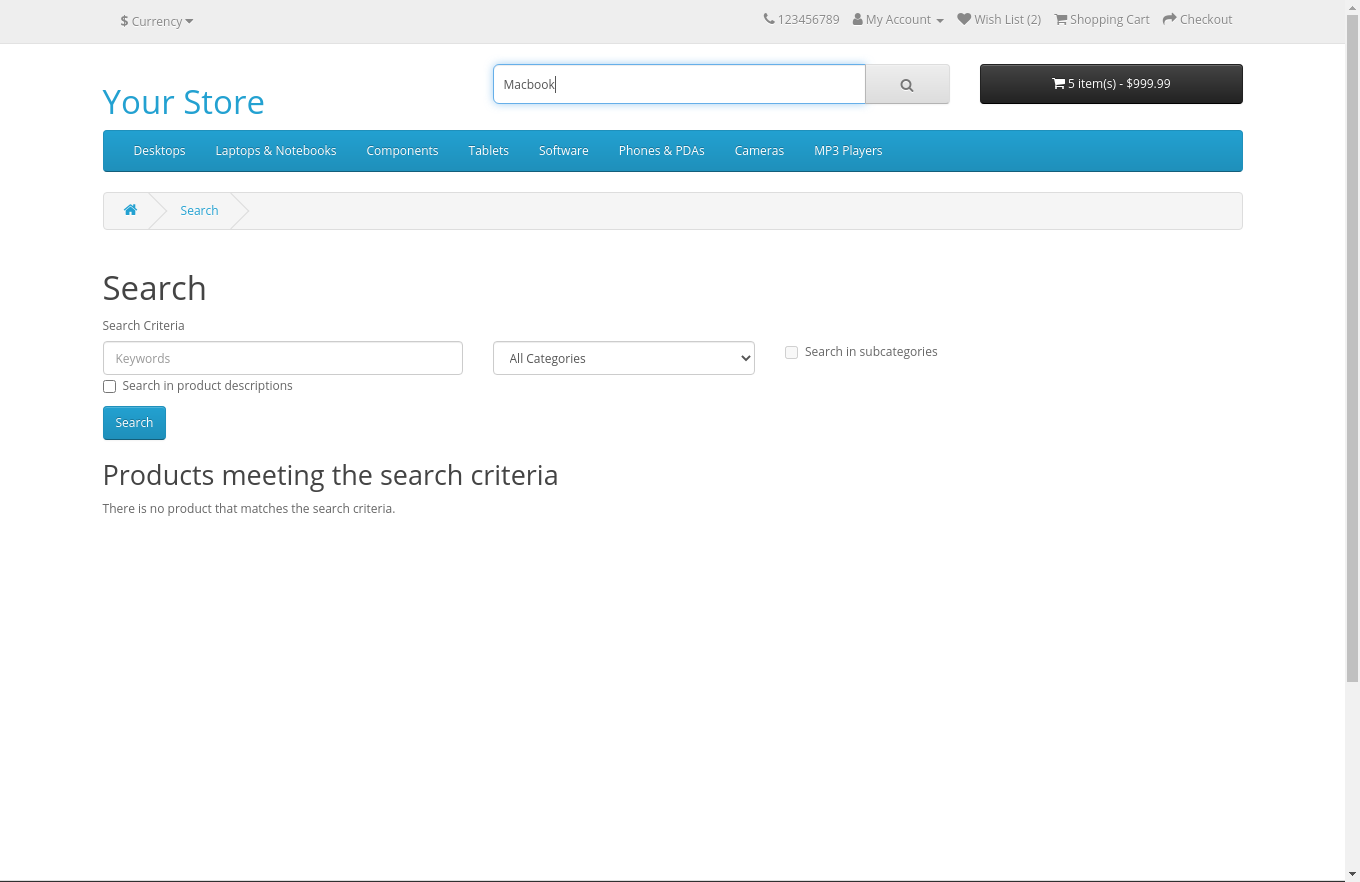 $ Currency
123456789 My Account Wish List (2) Shopping Cart Checkout
Your Store
Macbook
5 item(s) - $999.99
Desktops Laptops & Notebooks Components Tablets Software Phones & PDAs Cameras MP3 Players
Search
Search
Search Criteria
Keywords
All Categories
Search in subcategories
Search in product descriptions
Search
Products meeting the search criteria
There is no product that matches the search criteria.